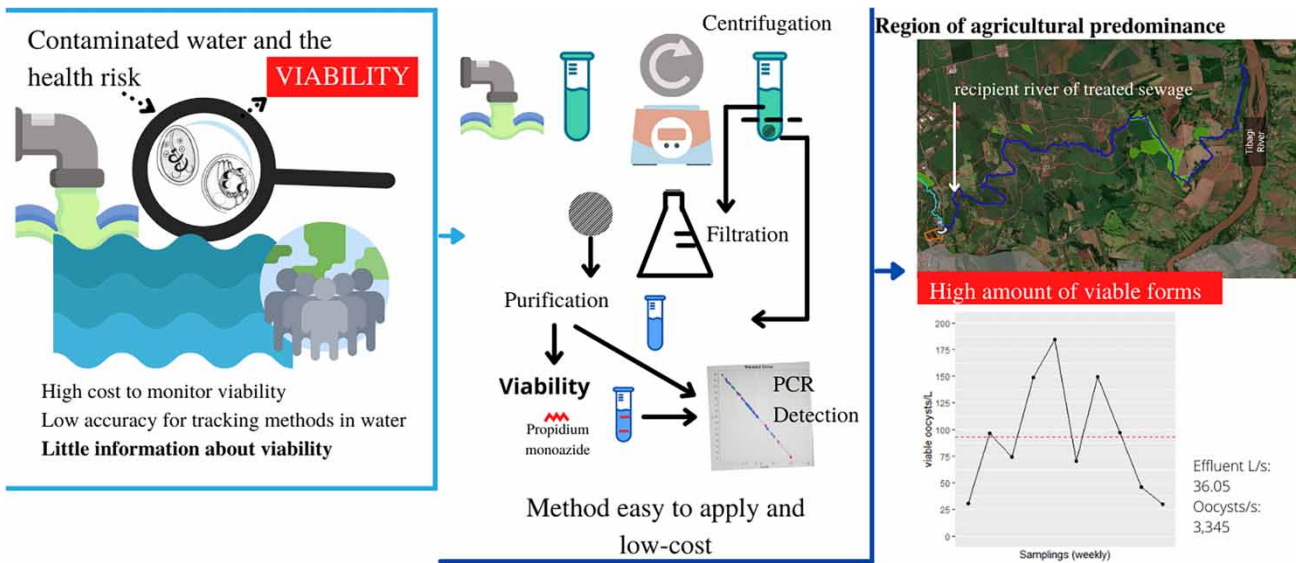 Contaminated water and the
health risk
VIABILITY
High cost to monitor viability
Low accuracy for tracking methods in water
Little information about viability
Centrifugation
Filtration
Purification
Viability
Propidium
monoazide
PCR
Detection
Method easy to apply and
low-cost
Region of agricultural predominance
recipient river of treated sewage
Tibagi
River
High amount of viable forms
viable oocysts/L
200
175
150
125
100
75
50
25
0
Samplings (weekly)
Effluent L/s:
36.05
Oocysts/s:
3,345